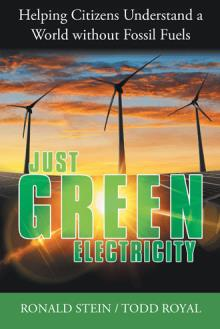 Helping Citizens Understand a
World without Fossil Fuels
JUST
GREEN
ELECTRICITY
RONALD STEIN / TODD ROYAL